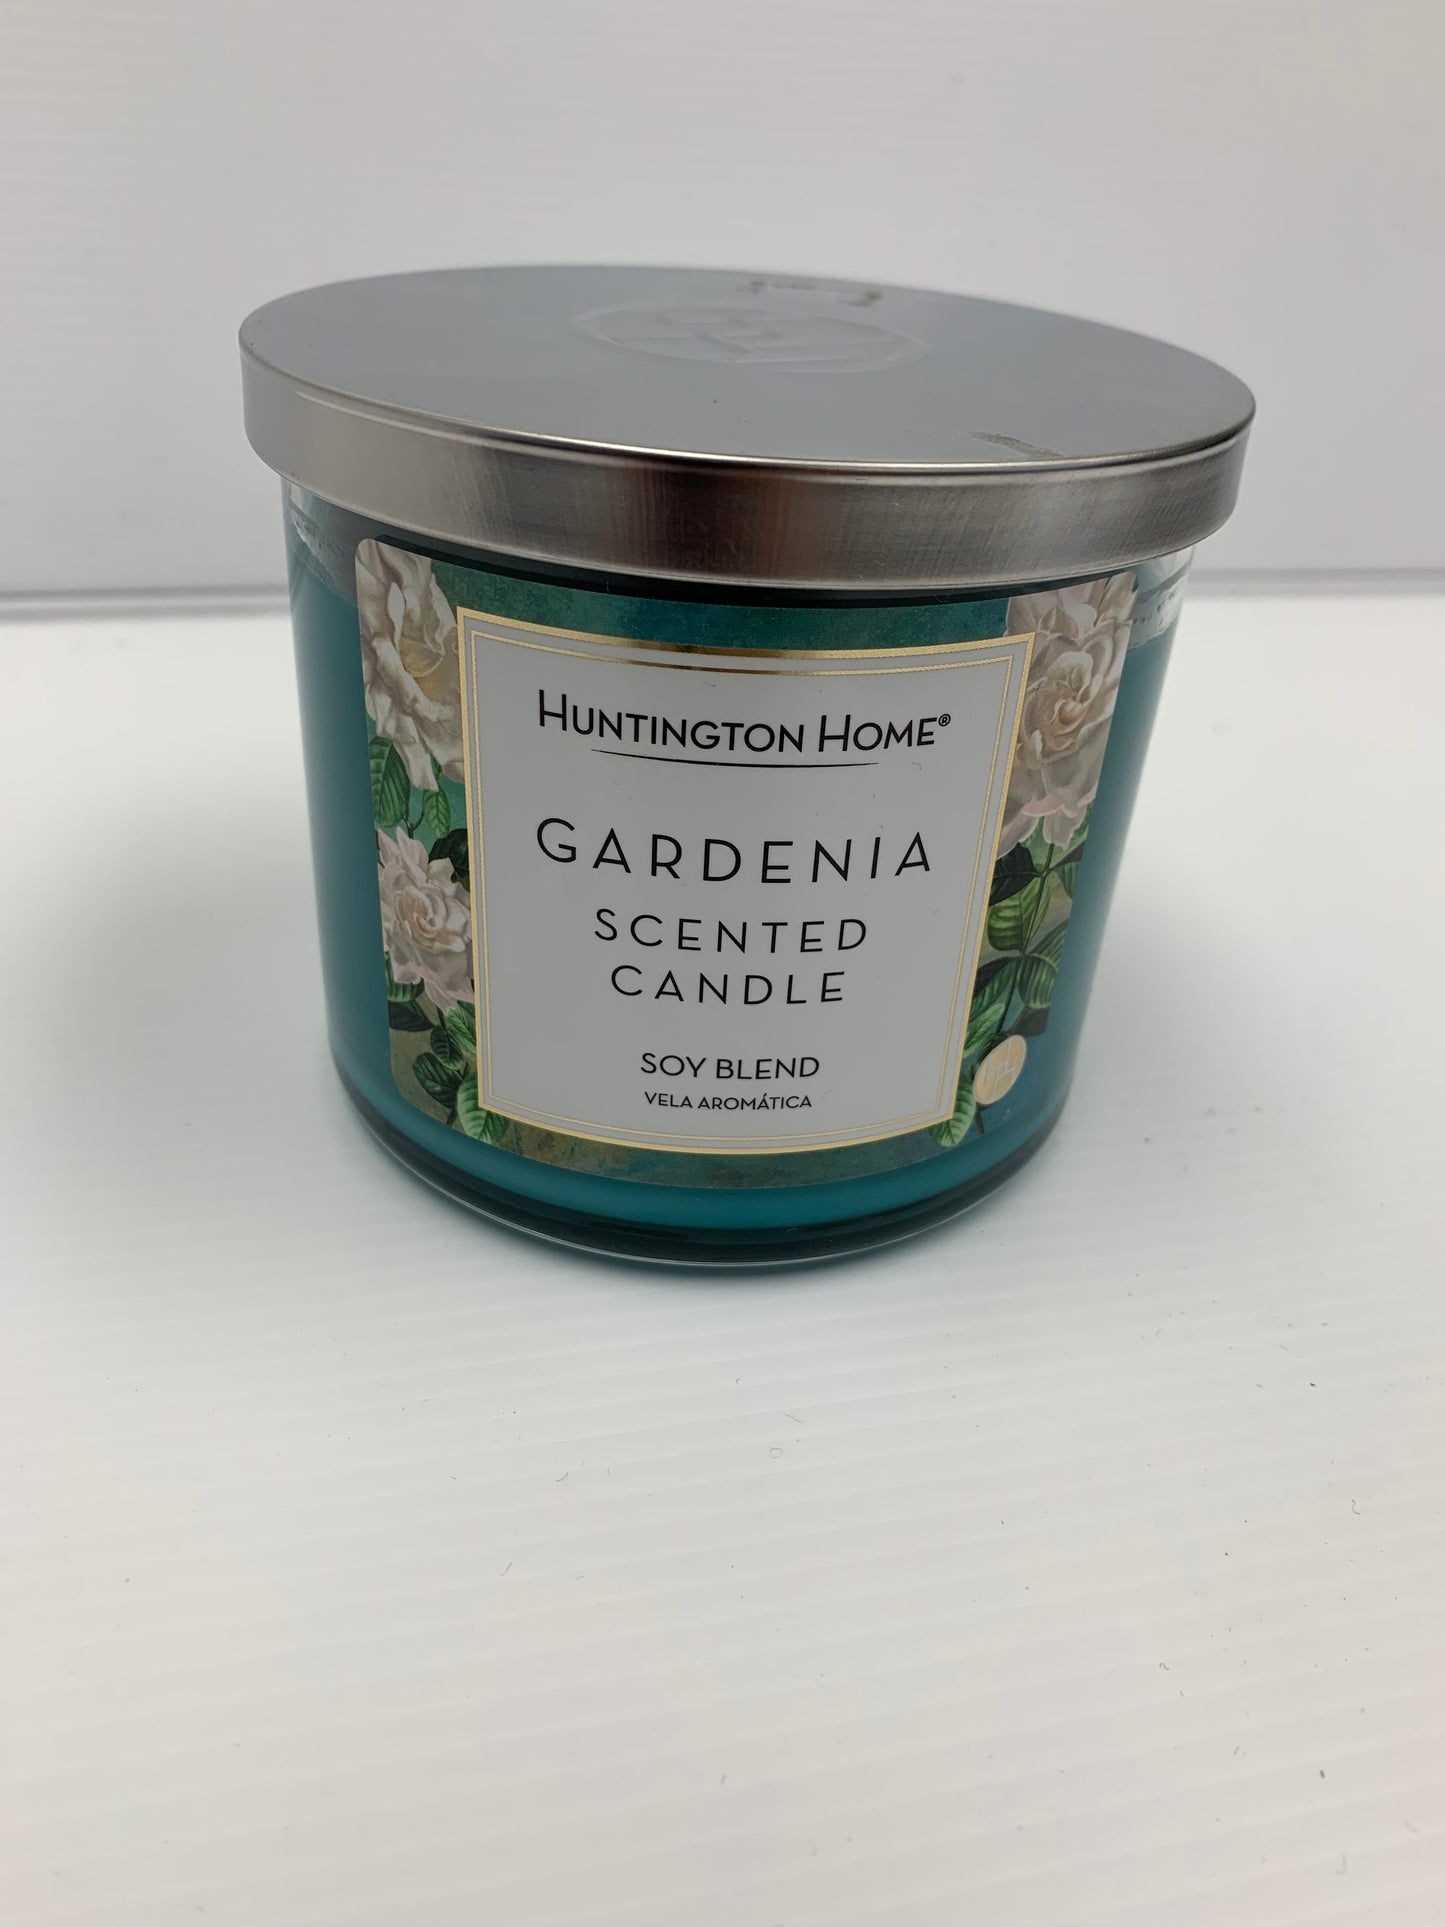 HUNTINGTON HOME®
GARDENIA
SCENTED
CANDLE
SOY BLEND
VELA AROMÁTICA